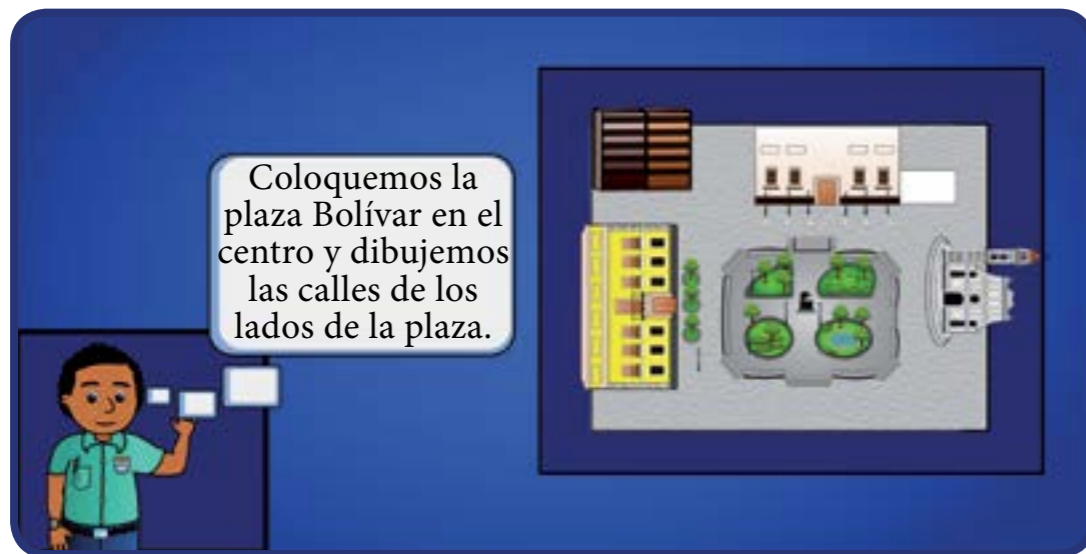 Coloquemos la
plaza Bolívar en el
centro y dibujemos
las calles de los
lados de la plaza.